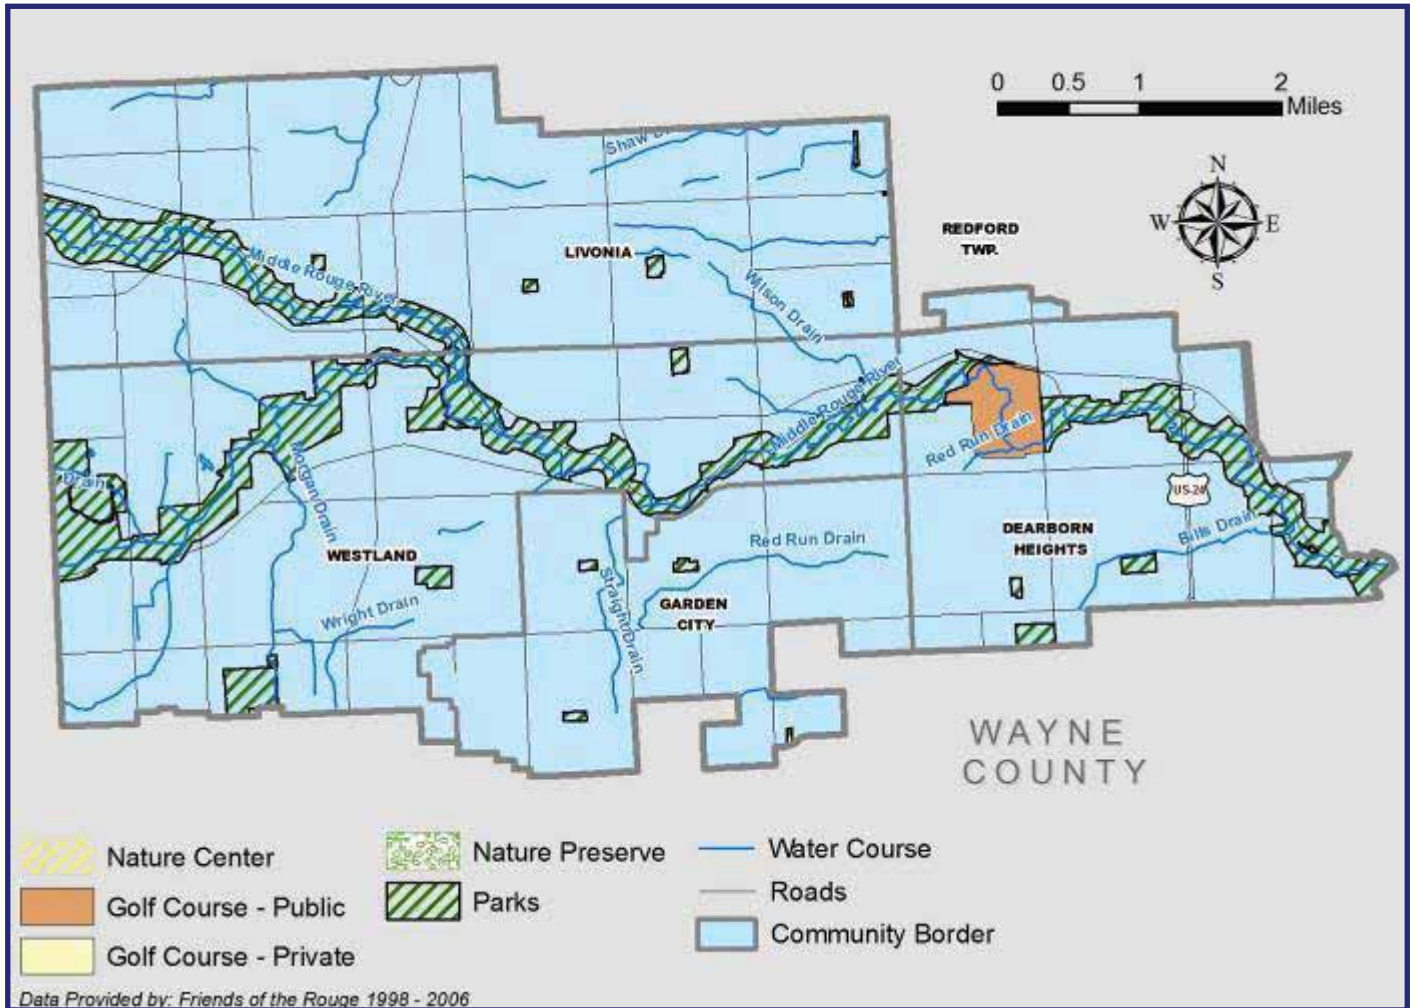 0 0.5 1 2
Miles
N
W E
S
REDFORD
TWP.
Shaw
LIVONIA
Middle Rouge River
Wilson Drain
Middle Rouge River
Red Run Drain
US-24
Drain
Morgan Drain
WESTLAND
Red Run Drain
DEARBORN
HEIGHTS
Bills Drain
Straight Drain
Wright Drain
GARDEN
CITY
WAYNE
COUNTY
Nature Center
Golf Course - Public
Golf Course - Private
Nature Preserve
Parks
Water Course
Roads
Community Border
Data Provided by: Friends of the Rouge 1998 - 2006